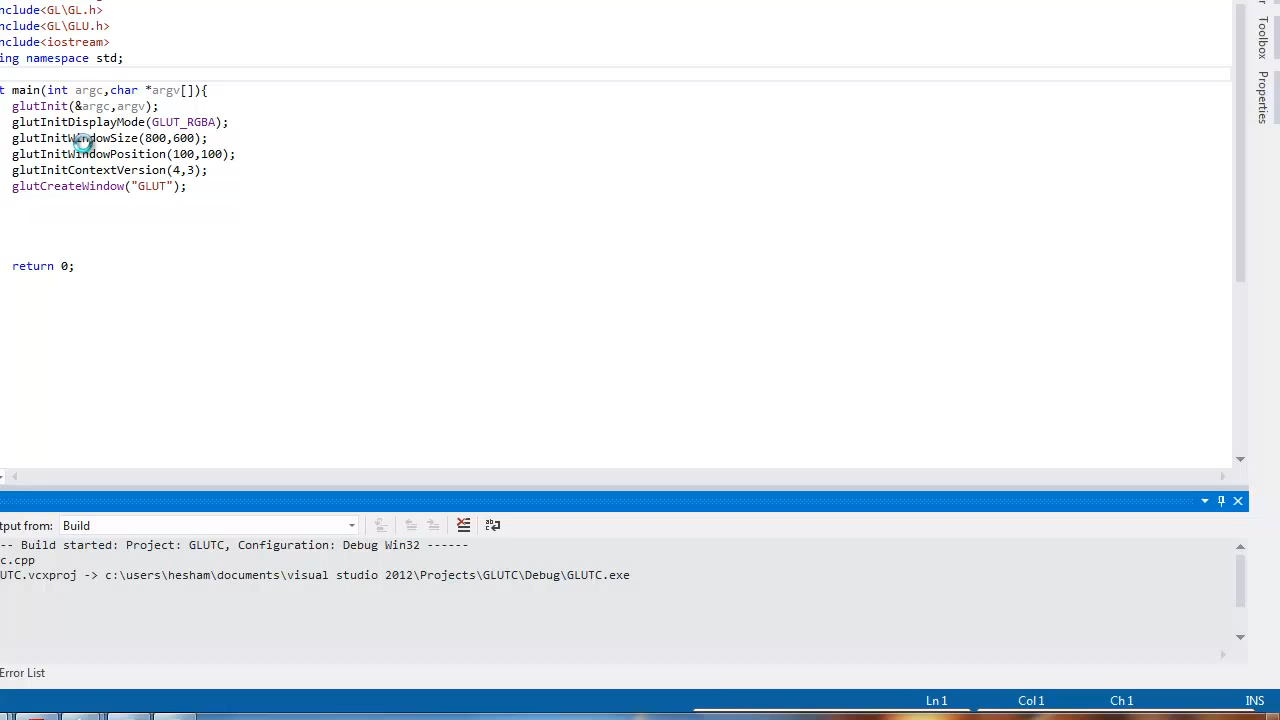 nclude<GL\GL.h>
nclude<GL\GLU.h>
nclude<iostream>
ing namespace std;
t main(int argc,char *argv[]){
glutInit(&argc,argv);
glutInitDisplayMode(GLUT_RGBA);
glutInitWindowSize(800,600);
glutInitWindowPosition(100,100);
glutInitContextVersion(4,3);
glutCreateWindow("GLUT");
return 0;
Toolbox
Properties
tput from: Build
-- Build started: Project: GLUTC, Configuration: Debug Win32 ------
c.cpp
UTC.vcxproj -> c:\users\hesham\documents\visual studio 2012\Projects\GLUTC\Debug\GLUTC.exe
Error List
Ln 1 Col 1 Ch 1 INS